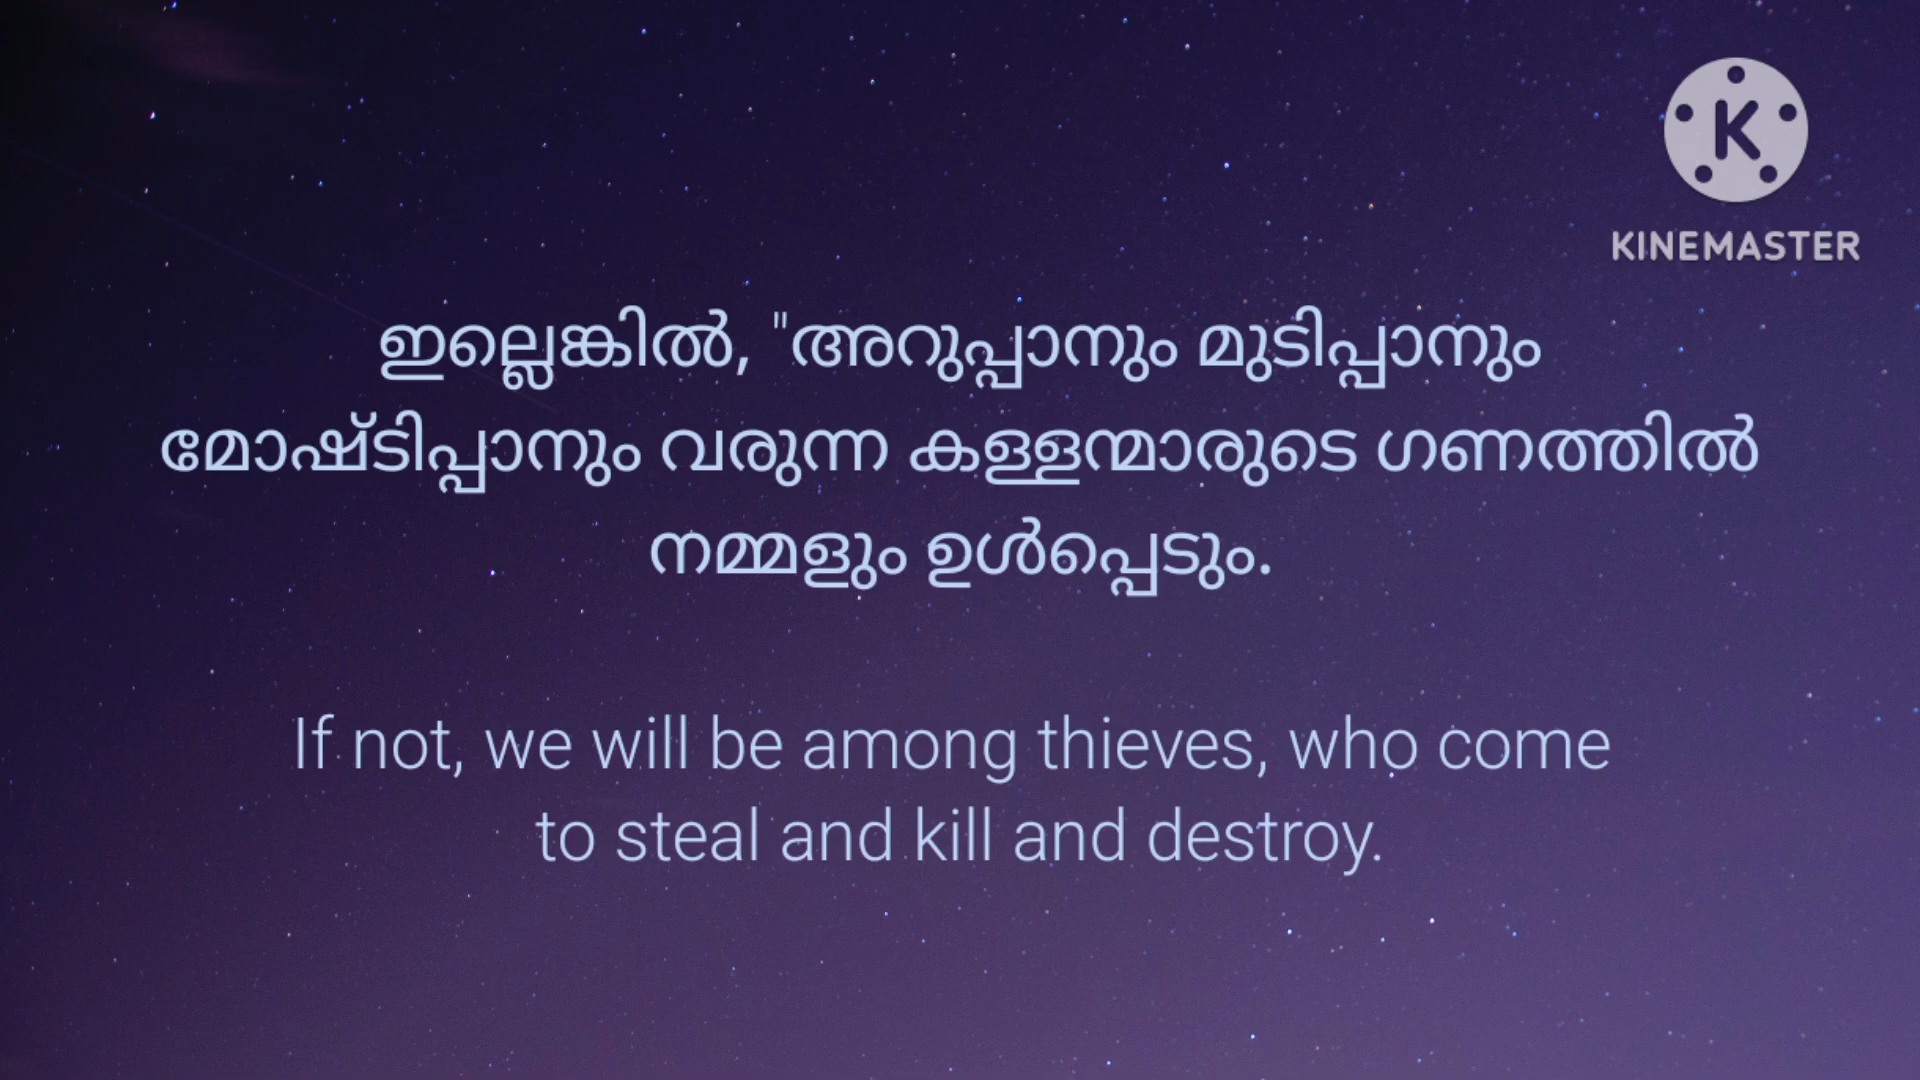 KINEMASTER
ഇല്ലെങ്കിൽ, "അറുപ്പാനും മുടിപ്പാനും
മോഷ്ടിപ്പാനും വരുന്ന കള്ളന്മാരുടെ ഗണത്തിൽ
നമ്മളും ഉൾപ്പെടും.
If not, we will be among thieves, who come
to steal and kill and destroy.